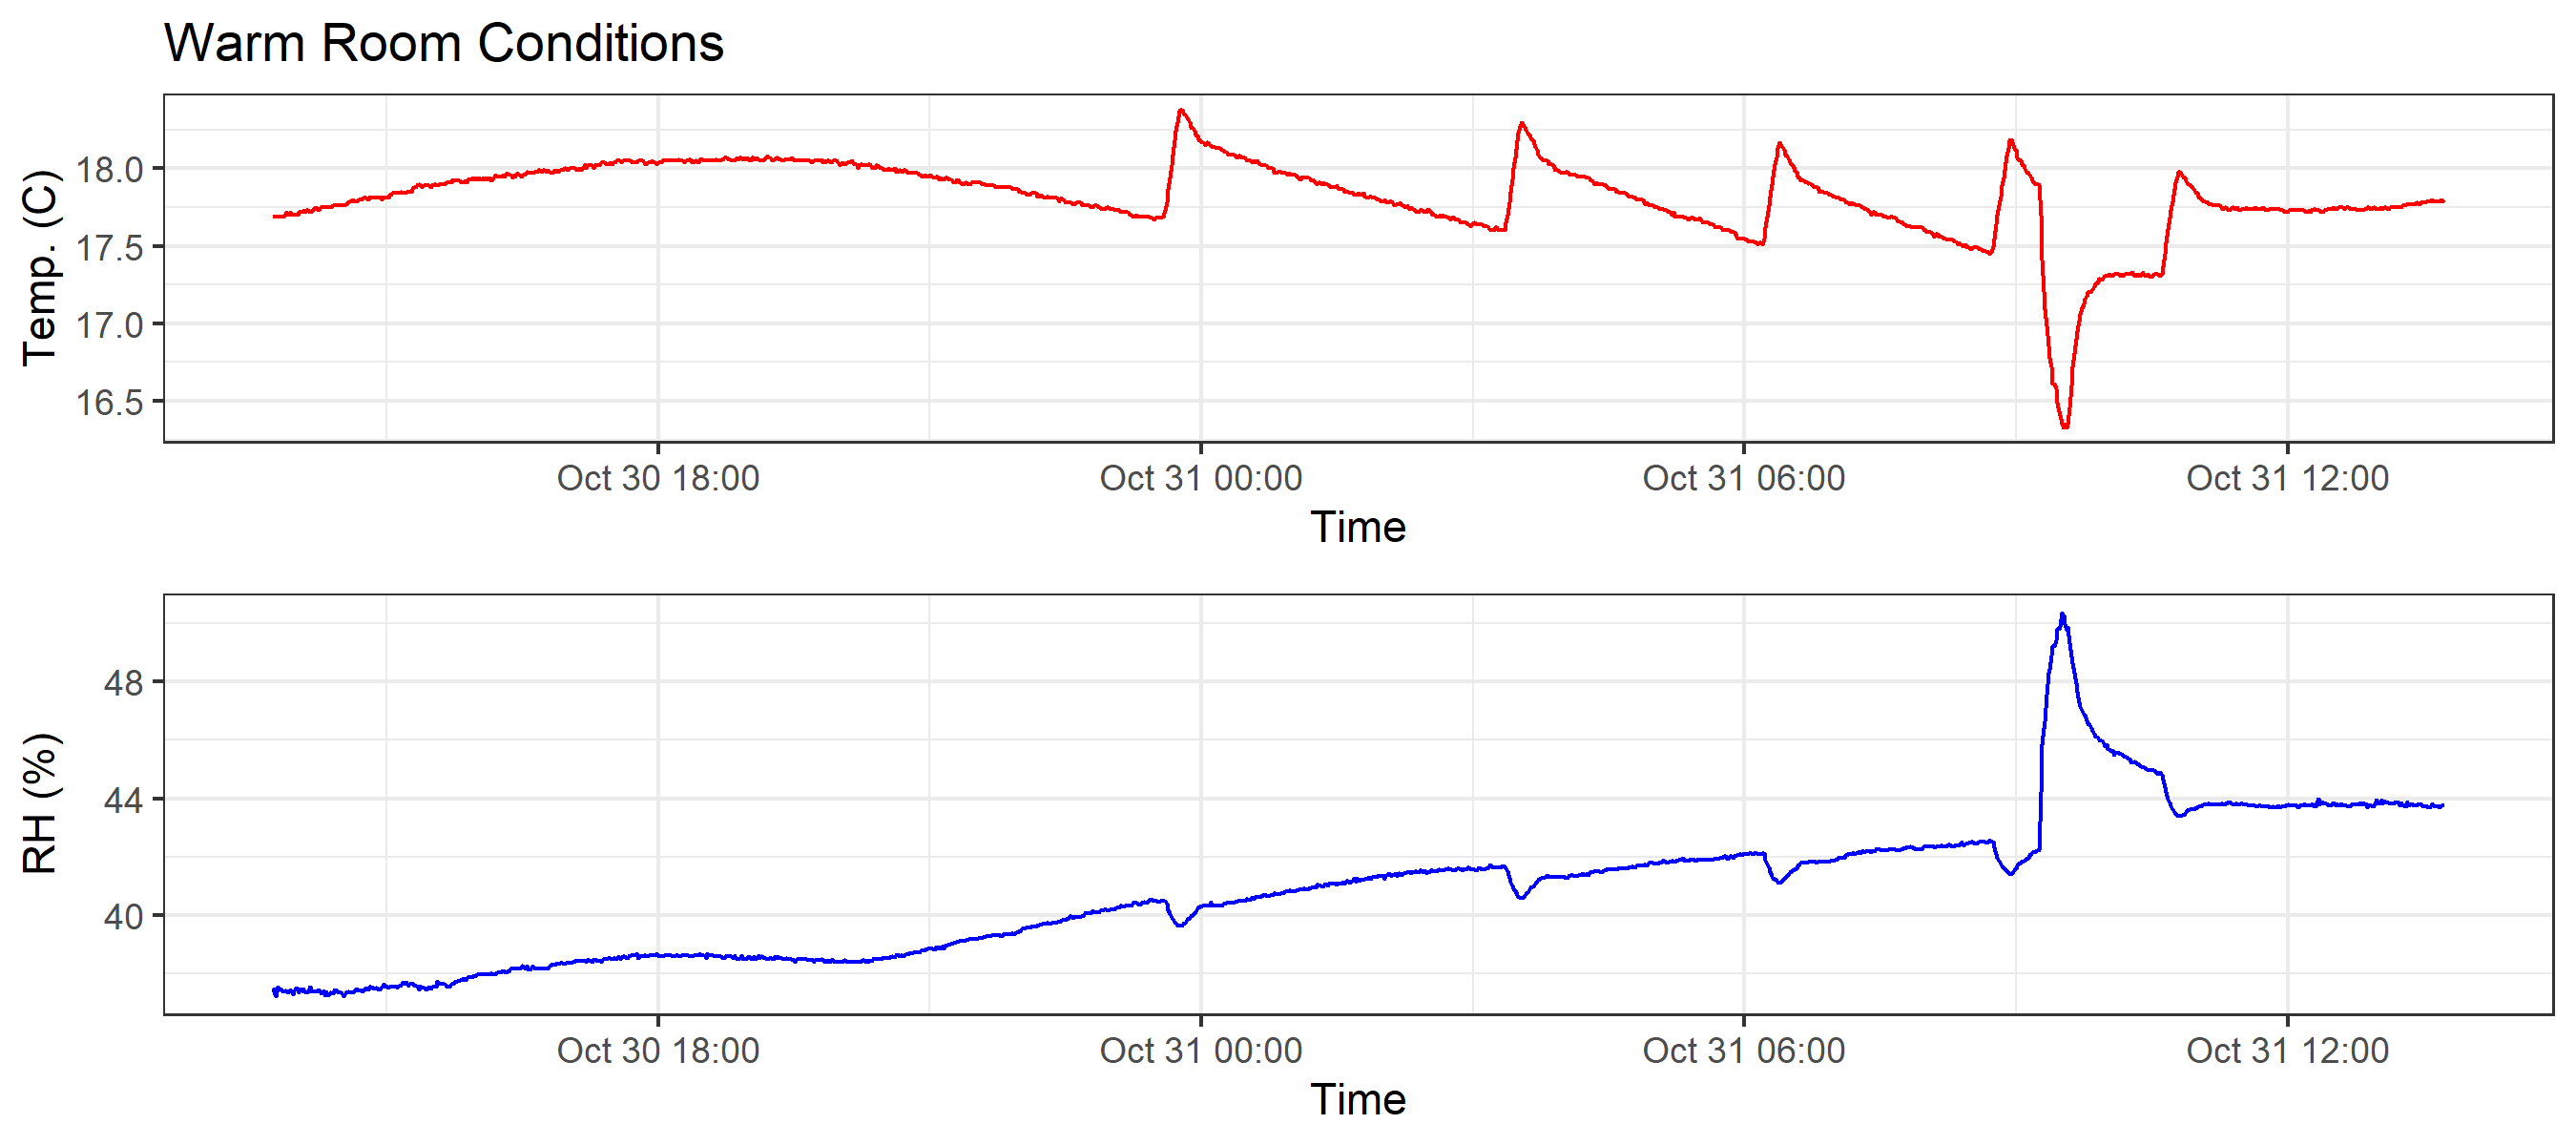 Warm Room Conditions
Temp. (C)
18.0
17.5
17.0
16.5
Oct 30 18:00 Oct 31 00:00 Oct 31 06:00 Oct 31 12:00
Time
RH (%)
48
44
40
Oct 30 18:00 Oct 31 00:00 Oct 31 06:00 Oct 31 12:00
Time